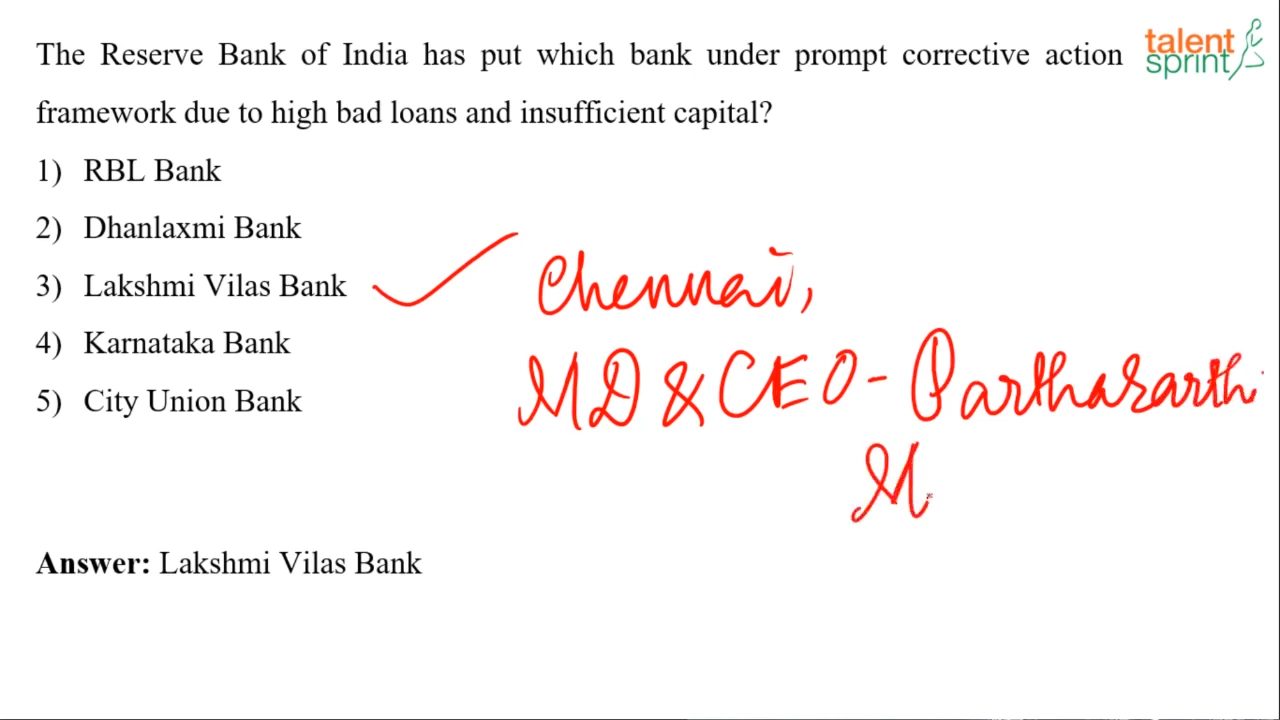 The Reserve Bank of India has put which bank under prompt corrective action
talent
sprint
framework due to high bad loans and insufficient capital?
1) RBL Bank
2) Dhanlaxmi Bank
3) Lakshmi Vilas Bank
Chennai,
4) Karnataka Bank
MD & CEO - Parthasarthi
5) City Union Bank
M
Answer: Lakshmi Vilas Bank